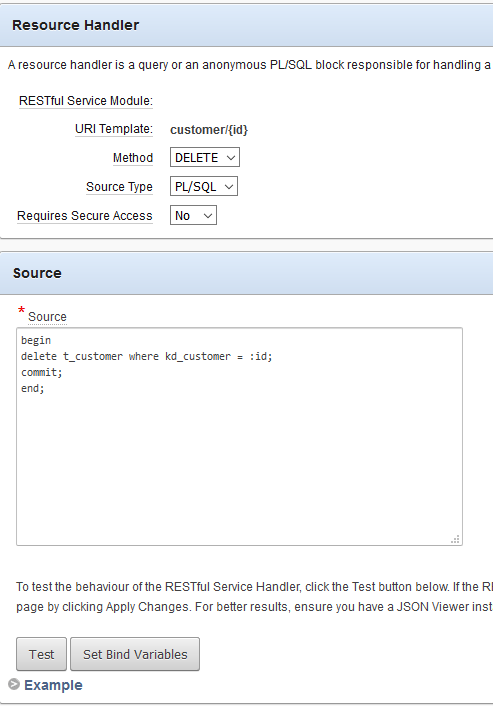 Resource Handler
A resource handler is a query or an anonymous PL/SQL block responsible for handling a
RESTful Service Module:
URI Template: customer/{id}
Method DELETE
Source Type PL/SQL
Requires Secure Access No
Source
* Source
begin
delete t_customer where kd_customer = :id;
commit;
end;
To test the behaviour of the RESTful Service Handler, click the Test button below. If the
page by clicking Apply Changes. For better results, ensure you have a JSON Viewer
Test Set Bind Variables
Example